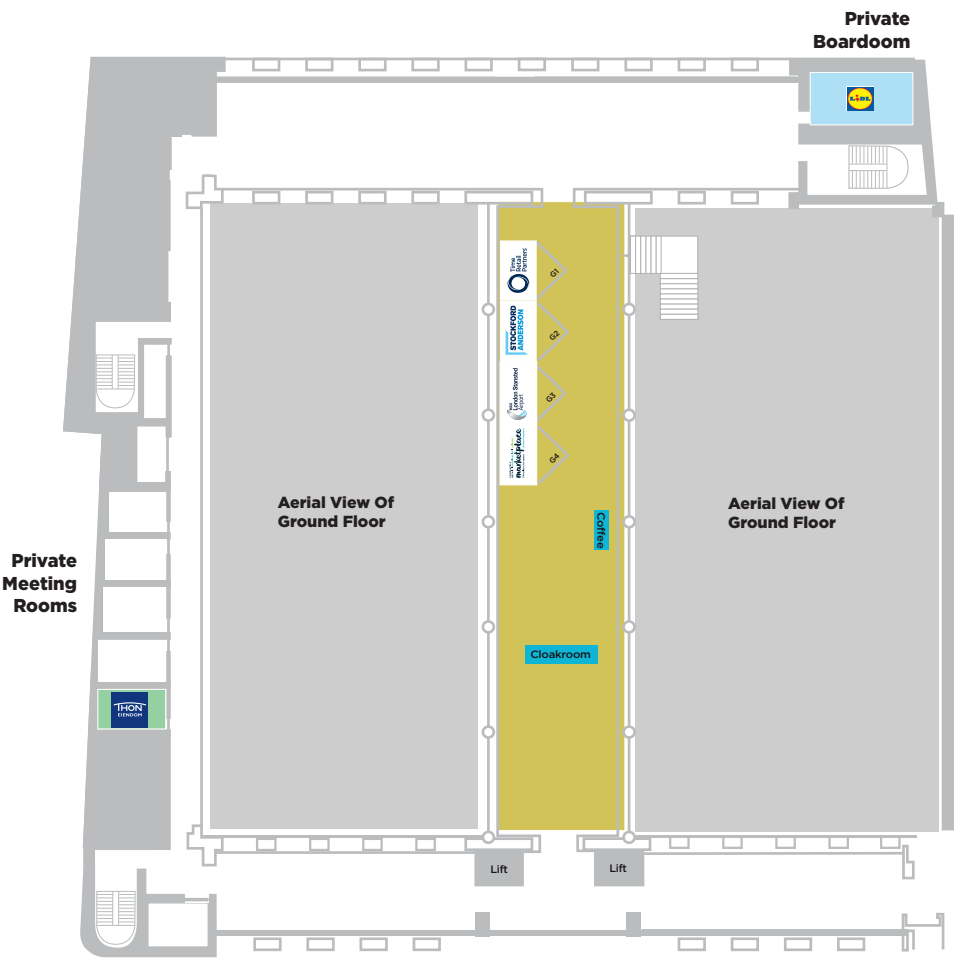 Private
Boardoom
LIDL
Time
Retail
Partners
G1
STOCKFORD
ANDERSON
G2
MAG
London Stansted
Airport
G3
marketplace
G4
Aerial View Of
Ground Floor
Aerial View Of
Ground Floor
Coffee
Private
Meeting
Rooms
Cloakroom
THON
EIENDOM
Lift
Lift